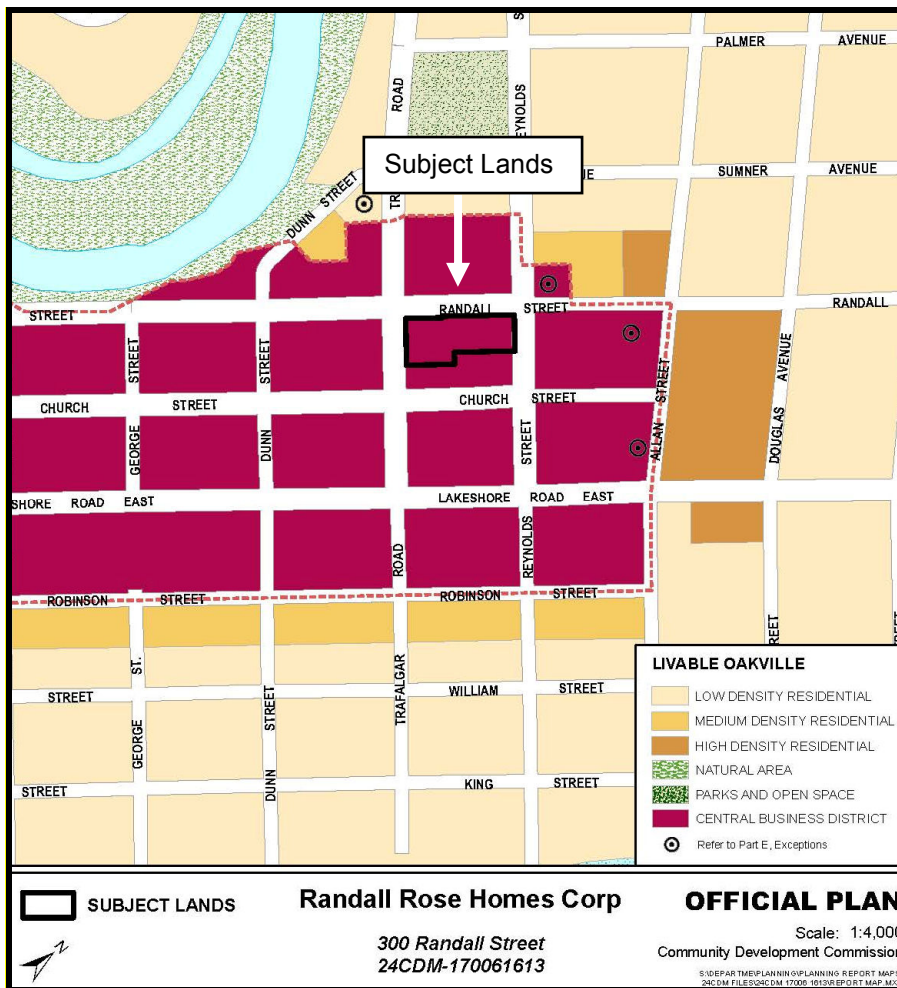 PALMER AVENUE
ROAD
REYNOLDS
Subject Lands
SUMNER AVENUE
DUNN STREET
RANDALL STREET
RANDALL
STREET
STREET
STREET
STREET
AVENUE
CHURCH STREET
CHURCH STREET
GEORGE
DUNN
STREET
ALLAN
DOUGLAS
SHORE ROAD EAST
LAKESHORE ROAD EAST
ROAD
REYNOLDS
ROBINSON STREET
ROBINSON STREET
ST.
GEORGE
STREET
DUNN
TRAFALGAR
STREET
WILLIAM STREET
STREET
KING STREET
REET
LIVABLE OAKVILLE
LOW DENSITY RESIDENTIAL
MEDIUM DENSITY RESIDENTIAL
HIGH DENSITY RESIDENTIAL
NATURAL AREA
PARKS AND OPEN SPACE
CENTRAL BUSINESS DISTRICT
Refer to Part E, Exceptions
SUBJECT LANDS
N
Randall Rose Homes Corp
300 Randall Street
24CDM-170061613
OFFICIAL PLAN
Scale: 1:4,000
Community Development Commission